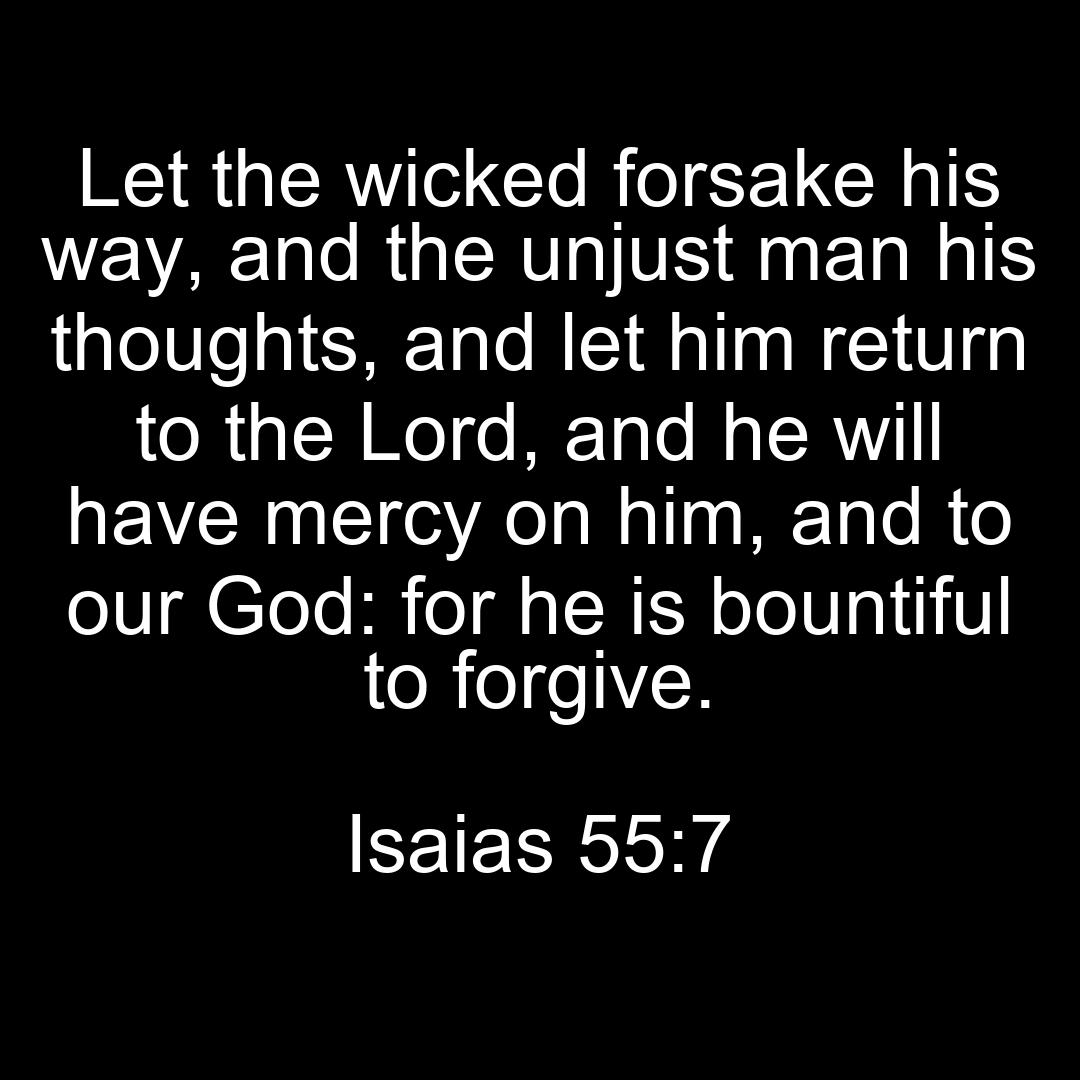 Let the wicked forsake his
way, and the unjust man his
thoughts, and let him return
to the Lord, and he will
have mercy on him, and to
our God: for he is bountiful
to forgive.
Isaias 55:7